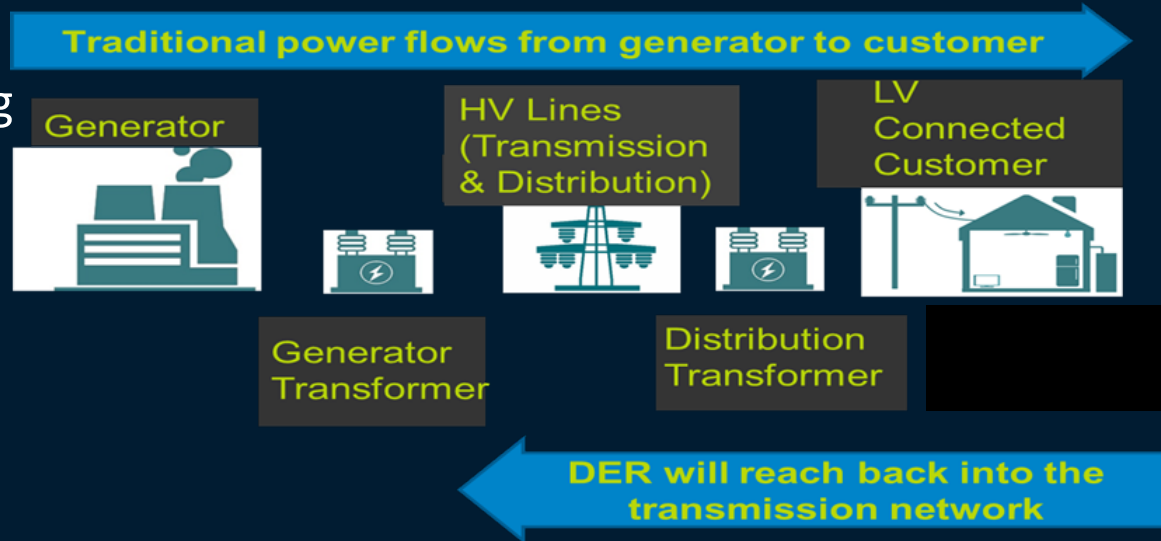 Traditional power flows from generator to customer
g
Generator
HV Lines
(Transmission
& Distribution)
LV
Connected
Customer
Generator
Transformer
Distribution
Transformer
DER will reach back into the
transmission network